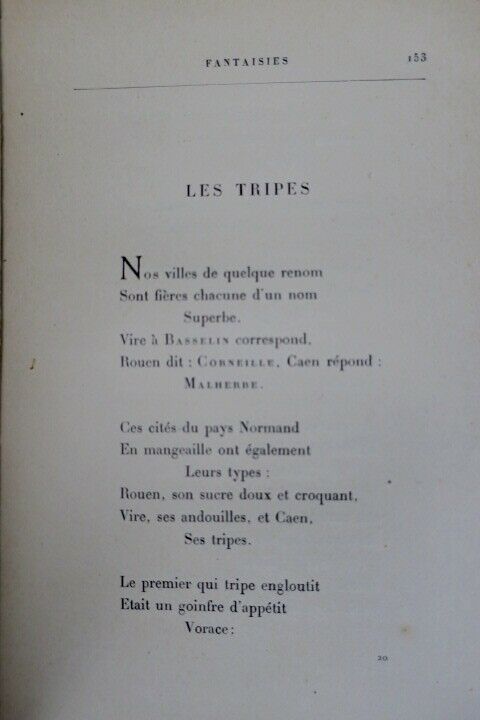 FANTAISIES 153
LES TRIPES
Nos villes de quelque renom
Sont fières chacune d'un nom
Superbe.
Vire à BASSELIN correspond,
Rouen dit : CORNEILLE, Caen répond :
MALHERBE.
Ces cités du pays Normand
En mangeaille ont également
Leurs types :
Rouen, son sucre doux et croquant,
Vire, ses andouilles, et Caen,
Ses tripes.
Le premier qui tripe engloutit
Etait un goinfre d'appétit
Vorace :
20